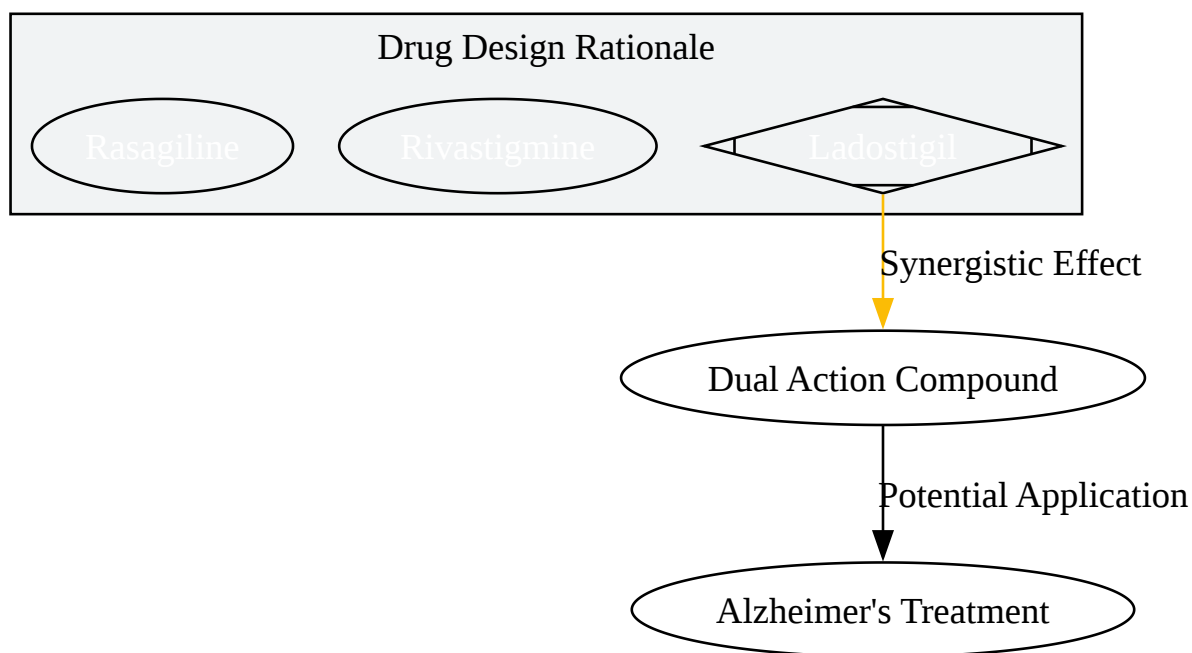 Drug Design Rationale
Rasagiline
Rivastigmine
Ladostigil
Synergistic Effect
Dual Action Compound
Potential Application
Alzheimer's Treatment